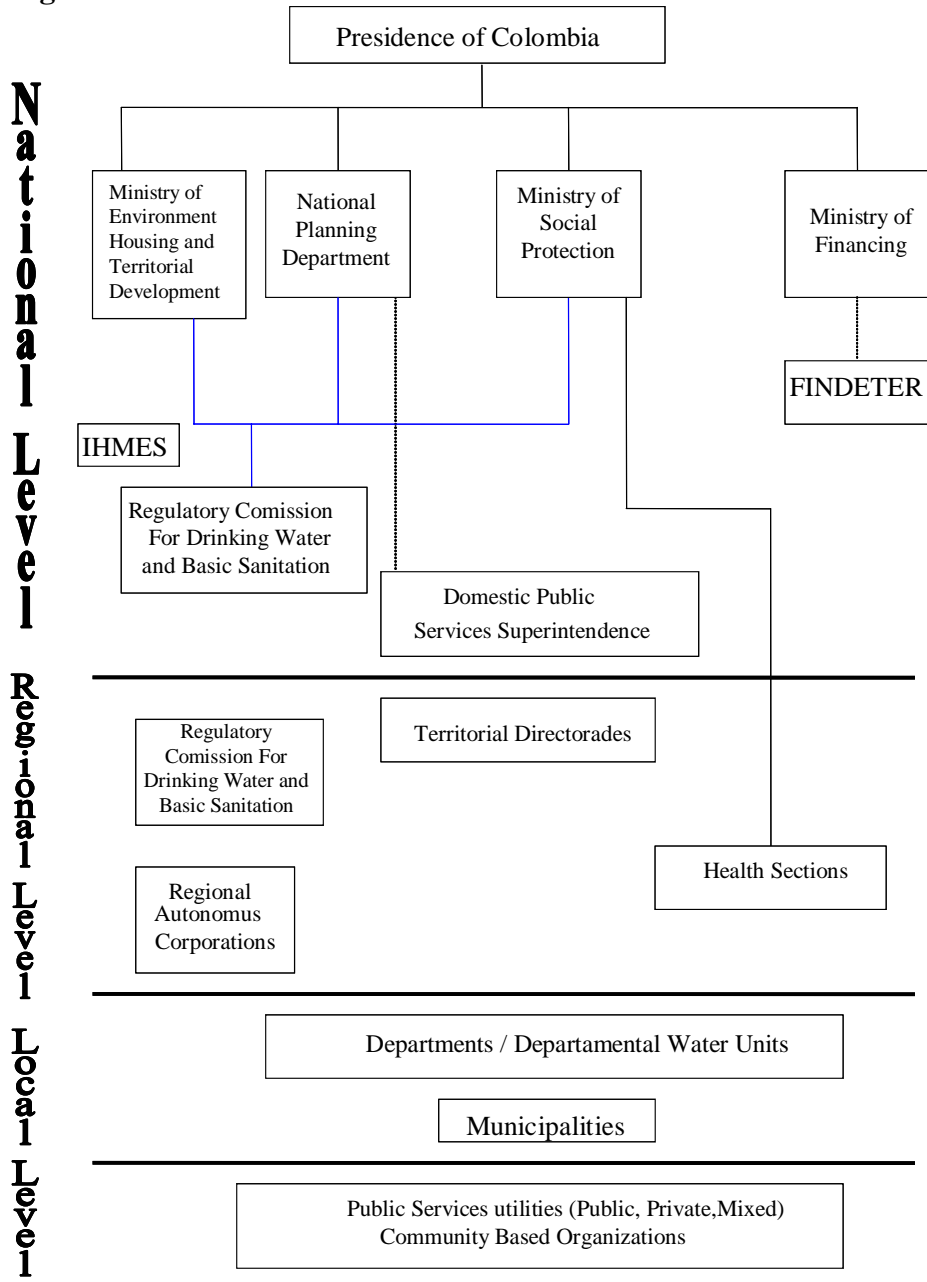 Presidence of Colombia
National Level
Ministry of
Environment
Housing and
Territorial
Development
National
Planning
Department
Ministry of
Social
Protection
Ministry of
Financing
FINDETER
IHMES
Regulatory Comission
For Drinking Water
and Basic Sanitation
Domestic Public
Services Superintendence
Regional Level
Territorial Directorades
Regulatory
Comission For
Drinking Water and
Basic Sanitation
Health Sections
Regional
Autonomus
Corporations
Local Level
Departments / Departamental Water Units
Municipalities
Public Services utilities (Public, Private,Mixed)
Community Based Organizations